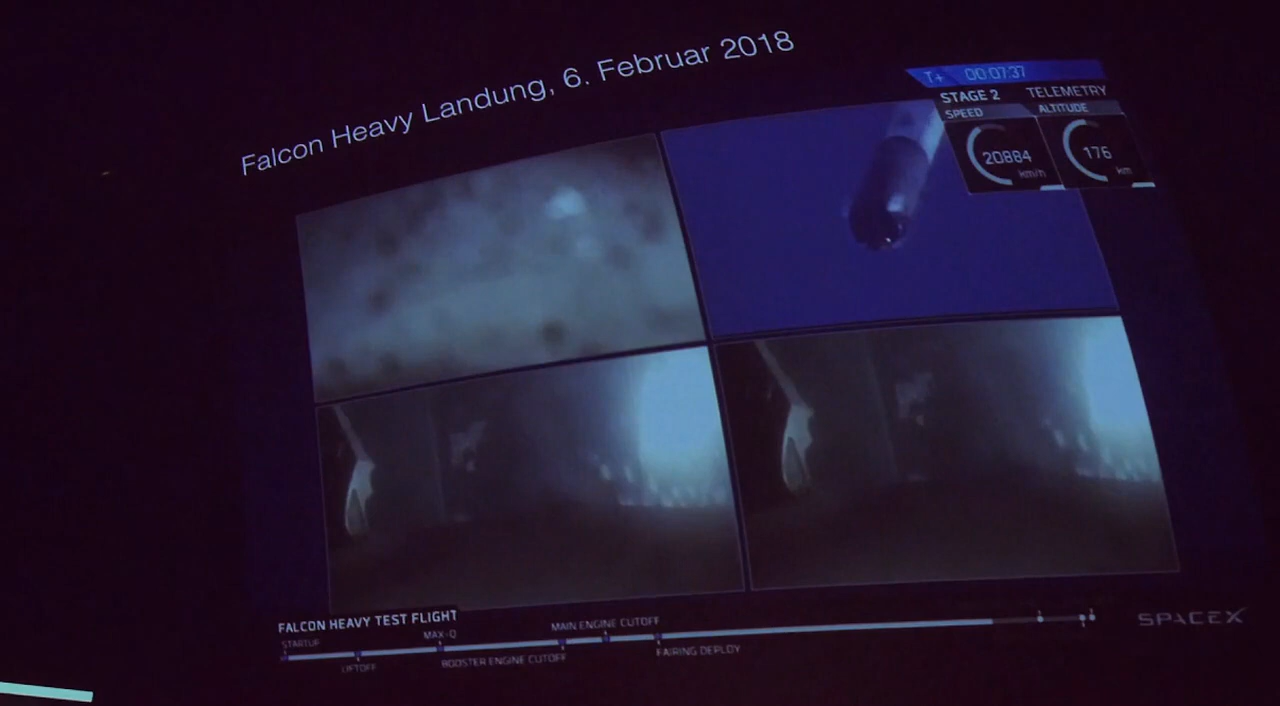 Falcon Heavy Landung, 6. Februar 2018
T+ 00:07:37
STAGE 2 TELEMETRY
SPEED ALTITUDE
20884 176
km/h km
FALCON HEAVY TEST FLIGHT
STARTUP
LIFTOFF
MAX-Q
BOOSTER ENGINE CUTOFF
MAIN ENGINE CUTOFF
FAIRING DEPLOY
SPACEX